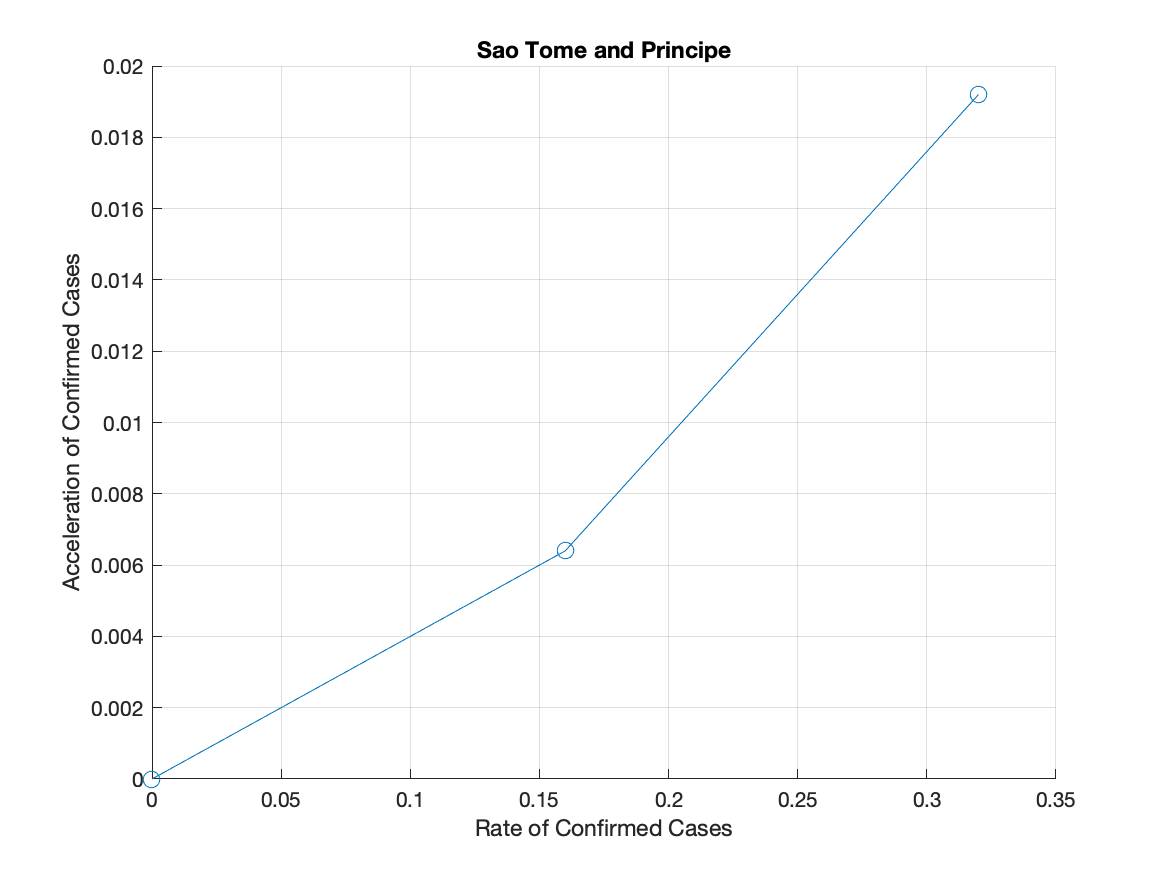 Sao Tome and Principe
0.02
0.018
0.016
0.014
0.012
0.01
0.008
0.006
0.004
0.002
0
Acceleration of Confirmed Cases
0 0.05 0.1 0.15 0.2 0.25 0.3 0.35
Rate of Confirmed Cases